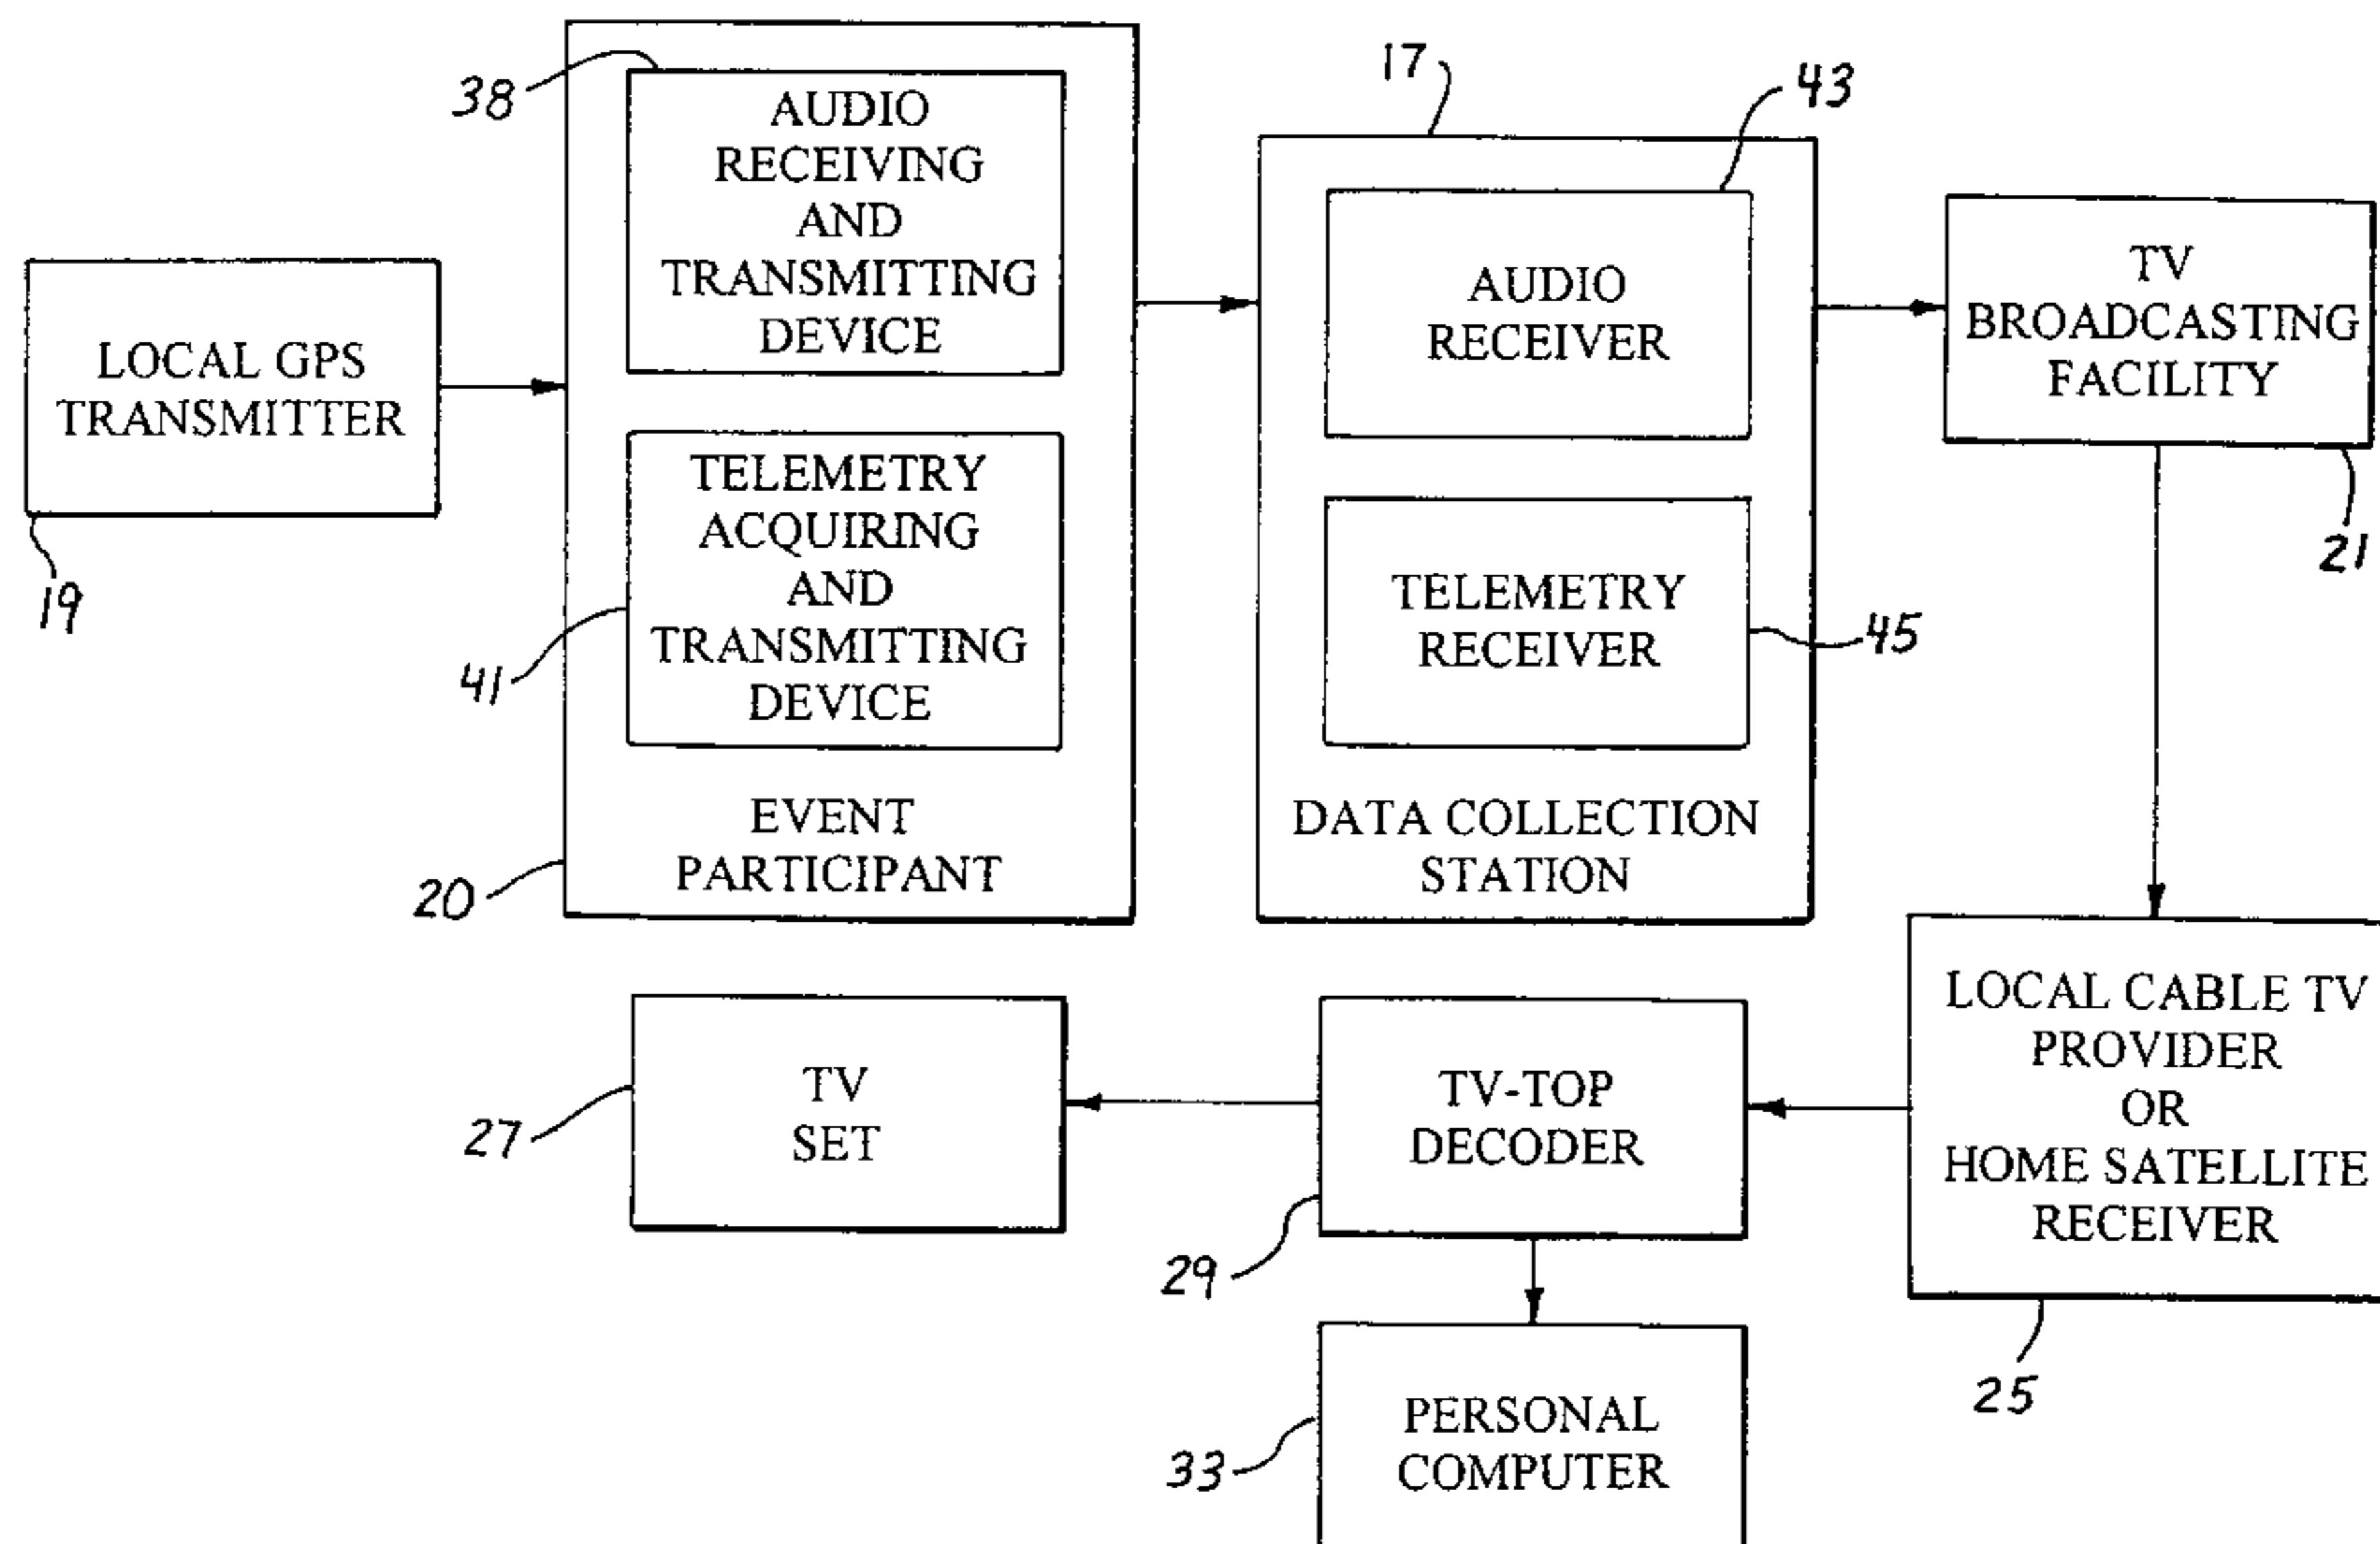 38
AUDIO
RECEIVING
AND
TRANSMITTING
DEVICE
17
43
AUDIO
RECEIVER
TV
BROADCASTING
FACILITY
21
LOCAL GPS
TRANSMITTER
19
TELEMETRY
ACQUIRING
AND
TRANSMITTING
DEVICE
41
TELEMETRY
RECEIVER
45
EVENT
PARTICIPANT
20
DATA COLLECTION
STATION
LOCAL CABLE TV
PROVIDER
OR
HOME SATELLITE
RECEIVER
25
TV
SET
27
TV-TOP
DECODER
29
PERSONAL
COMPUTER
33